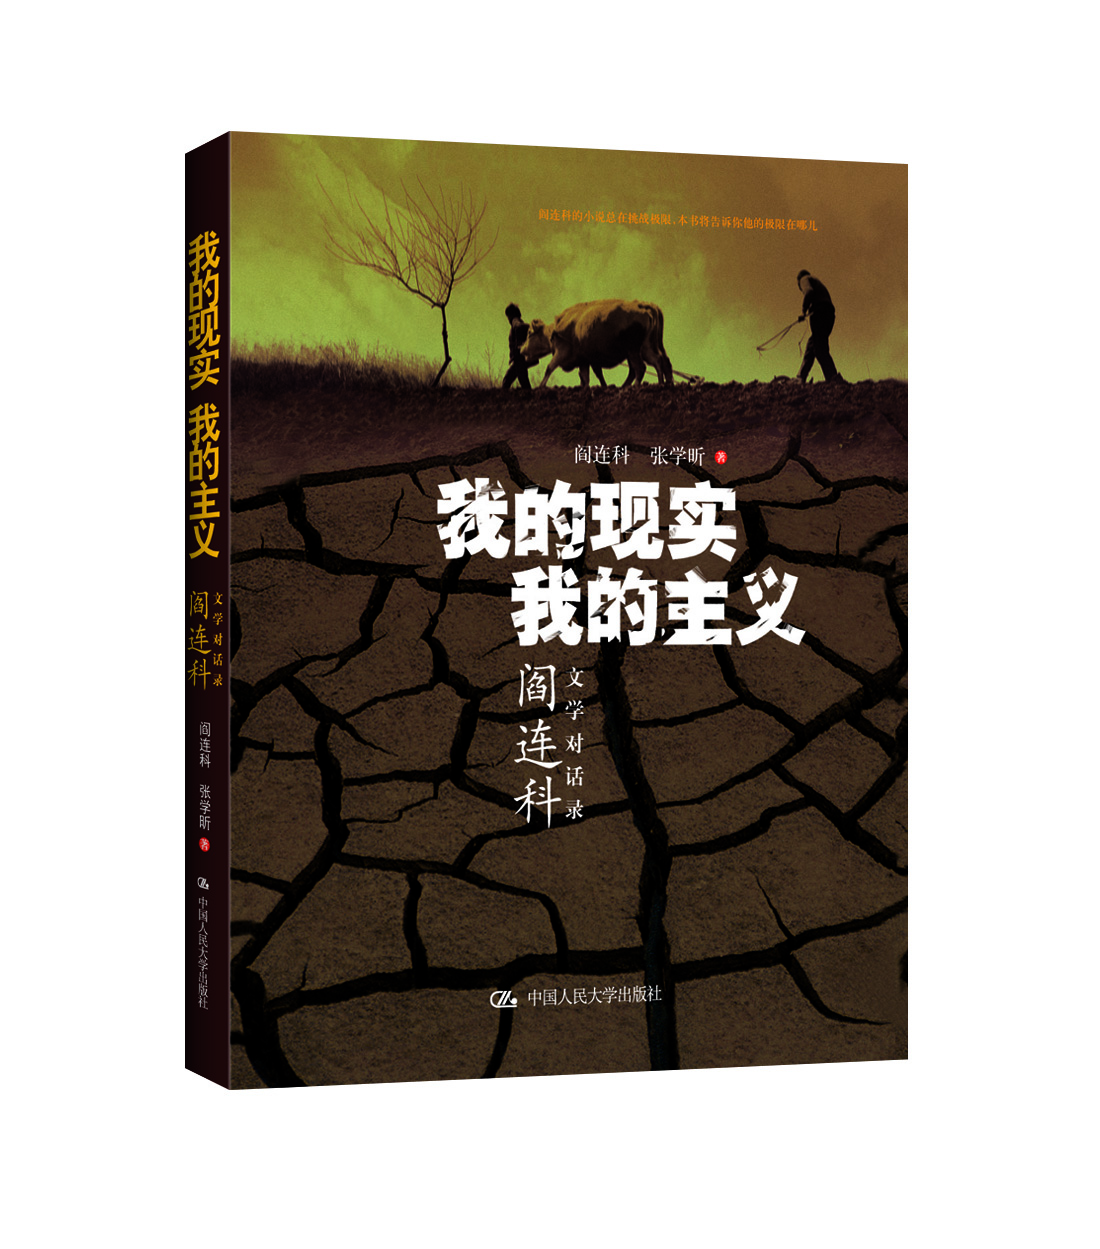 阎连科的小说总在挑战极限,本书将告诉你他的极限在哪儿
阎连科 张学昕 著
我的现实
我的主义
阎连科
文学对话录
中国人民大学出版社
我的现实 我的主义
阎连科
文学对话录
阎连科 张学昕 著
中国人民大学出版社